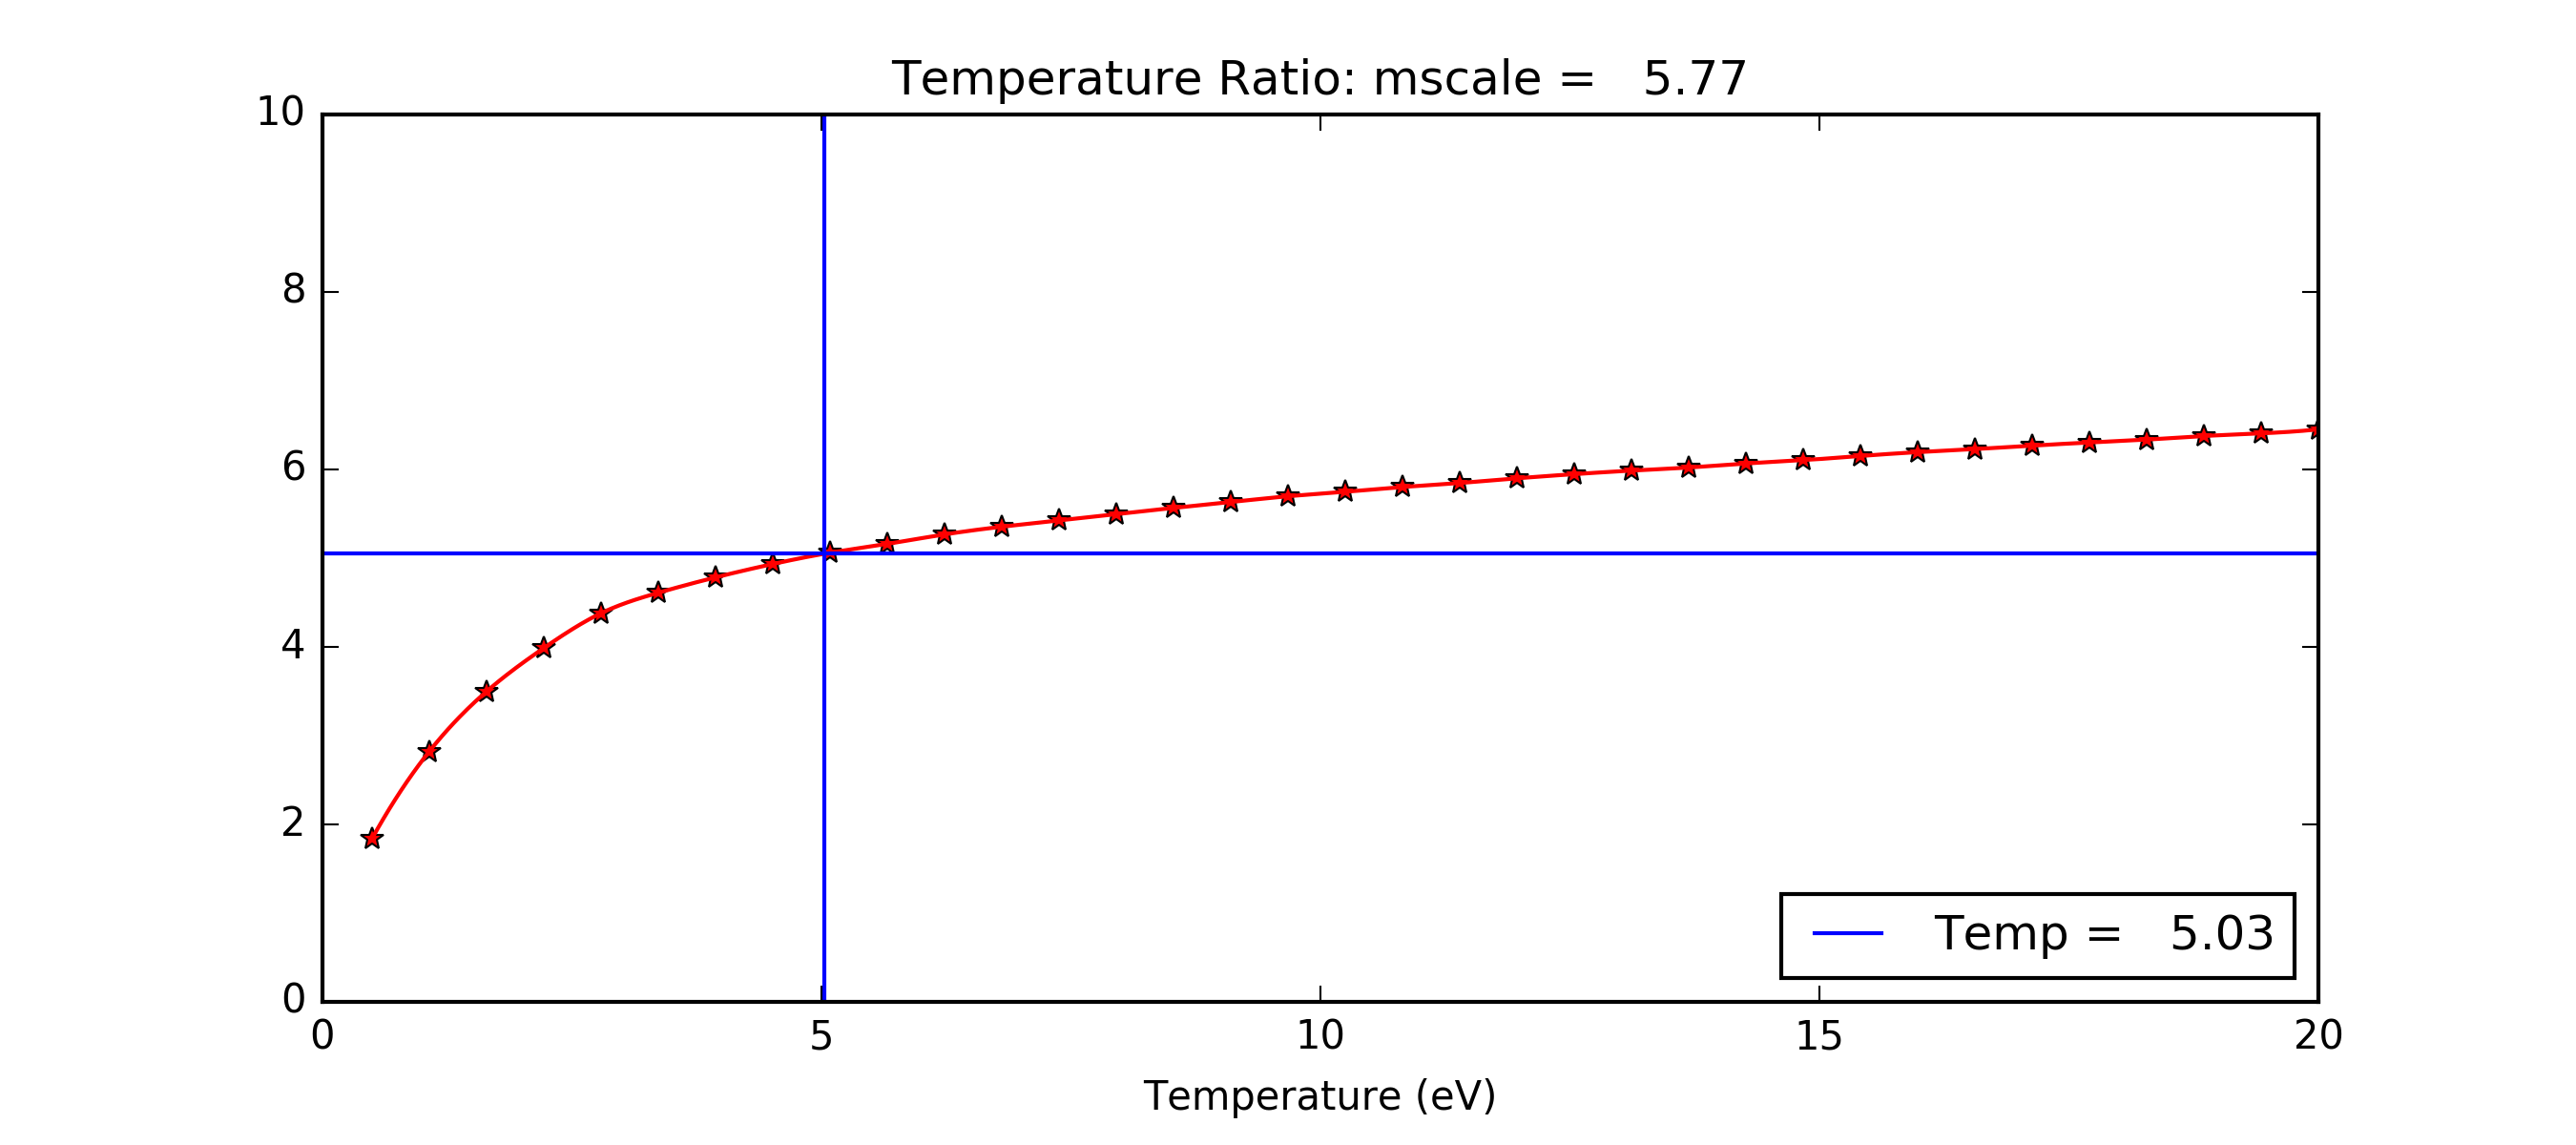 Temperature Ratio: mscale =   5.77
10
8
6
4
2
0
Temp =   5.03
0 5 10 15 20
Temperature (eV)